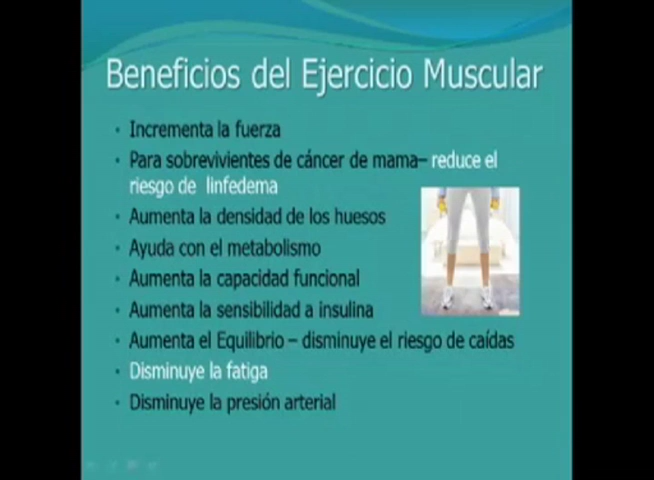 Beneficios del Ejercicio Muscular
Incrementa la fuerza
Para sobrevivientes de cáncer de mama– reduce el
riesgo de linfedema
Aumenta la densidad de los huesos
Ayuda con el metabolismo
Aumenta la capacidad funcional
Aumenta la sensibilidad a insulina
Aumenta el Equilibrio – disminuye el riesgo de caídas
Disminuye la fatiga
Disminuye la presión arterial